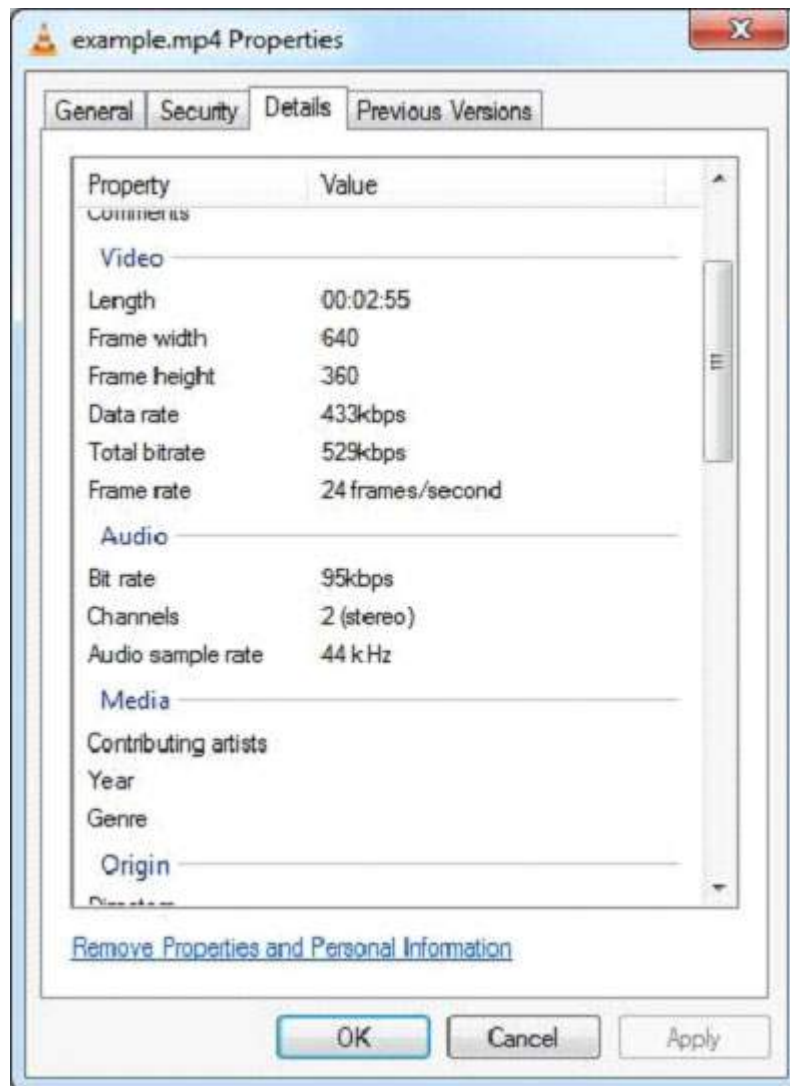 example.mp4 Properties
General Security Details Previous Versions
Property Value
Comments
Video
Length 00:02:55
Frame width 640
Frame height 360
Data rate 433kbps
Total bitrate 529kbps
Frame rate 24 frames/second
Audio
Bit rate 95kbps
Channels 2 (stereo)
Audio sample rate 44 kHz
Media
Contributing artists
Year
Genre
Origin
Remove Properties and Personal Information
OK Cancel Apply